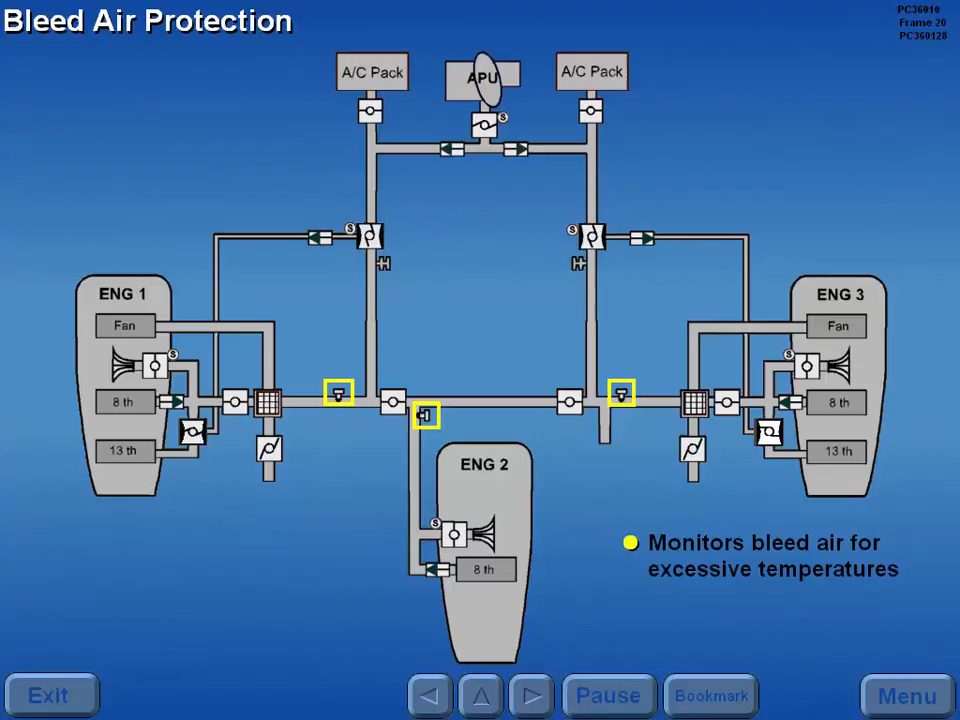 Bleed Air Protection
PC36010
Frame 20
PC360128
A/C Pack
APU
A/C Pack
S
S
S
ENG 1
ENG 3
Fan
Fan
S
S
8 th
8 th
13 th
13 th
ENG 2
S
8 th
Monitors bleed air for
excessive temperatures
Exit
Pause
Bookmark
Menu